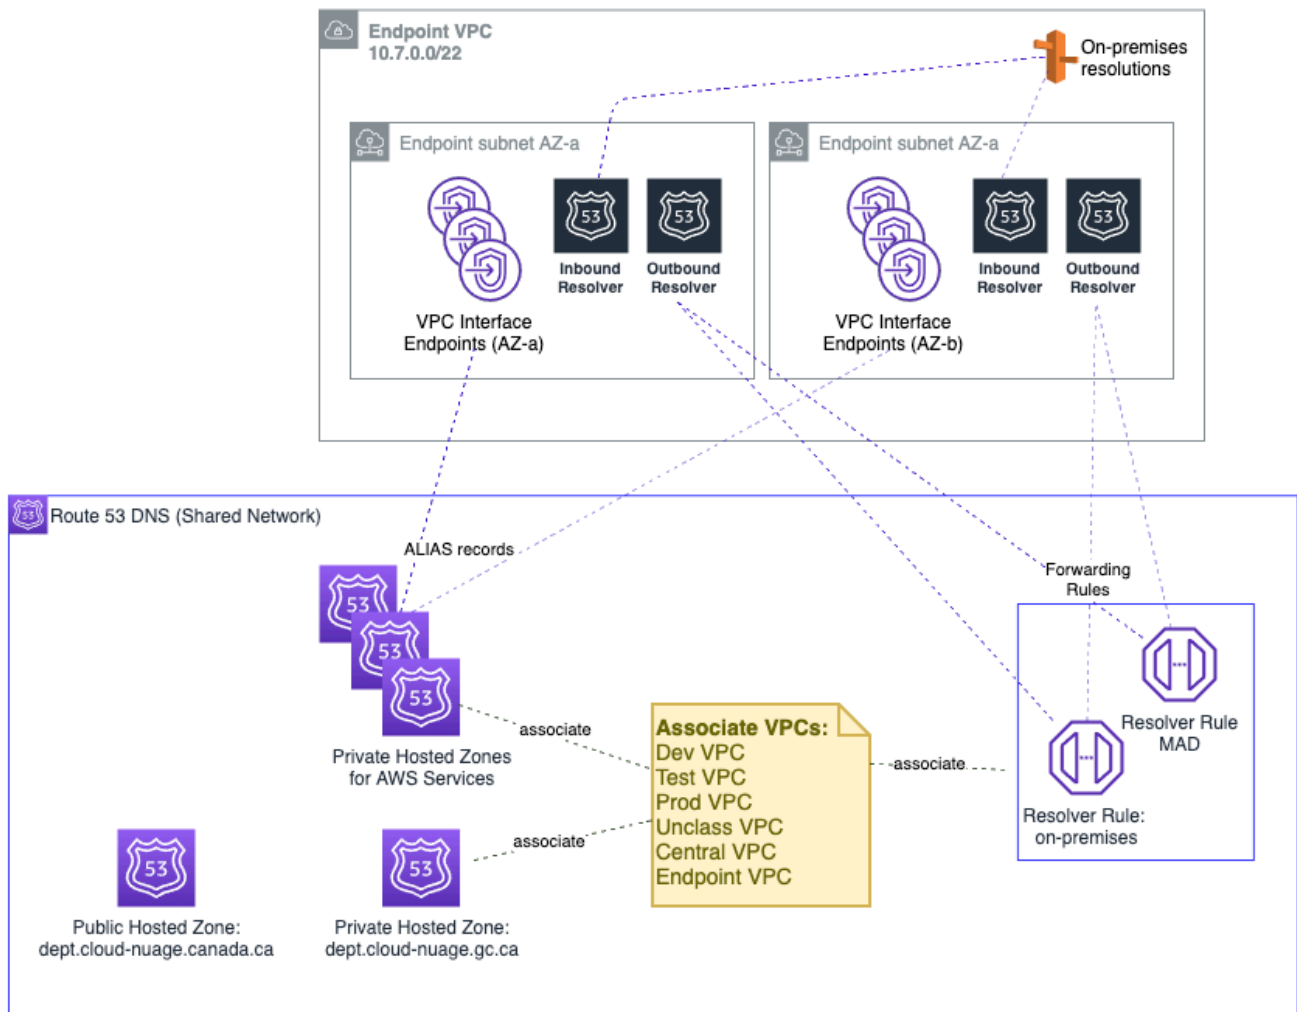 Endpoint VPC
10.7.0.0/22
On-premises
resolutions
Endpoint subnet AZ-a
53
53
Inbound
Resolver
Outbound
Resolver
VPC Interface
Endpoints (AZ-a)
Endpoint subnet AZ-a
53
53
Inbound
Resolver
Outbound
Resolver
VPC Interface
Endpoints (AZ-b)
53
Route 53 DNS (Shared Network)
ALIAS records
53
53
53
Private Hosted Zones
for AWS Services
associate
Forwarding
Rules
Resolver Rule
MAD
Resolver Rule:
on-premises
Associate VPCs:
Dev VPC
Test VPC
Prod VPC
Unclass VPC
Central VPC
Endpoint VPC
associate
associate
53
Public Hosted Zone:
dept.cloud-nuage.canada.ca
53
Private Hosted Zone:
dept.cloud-nuage.gc.ca